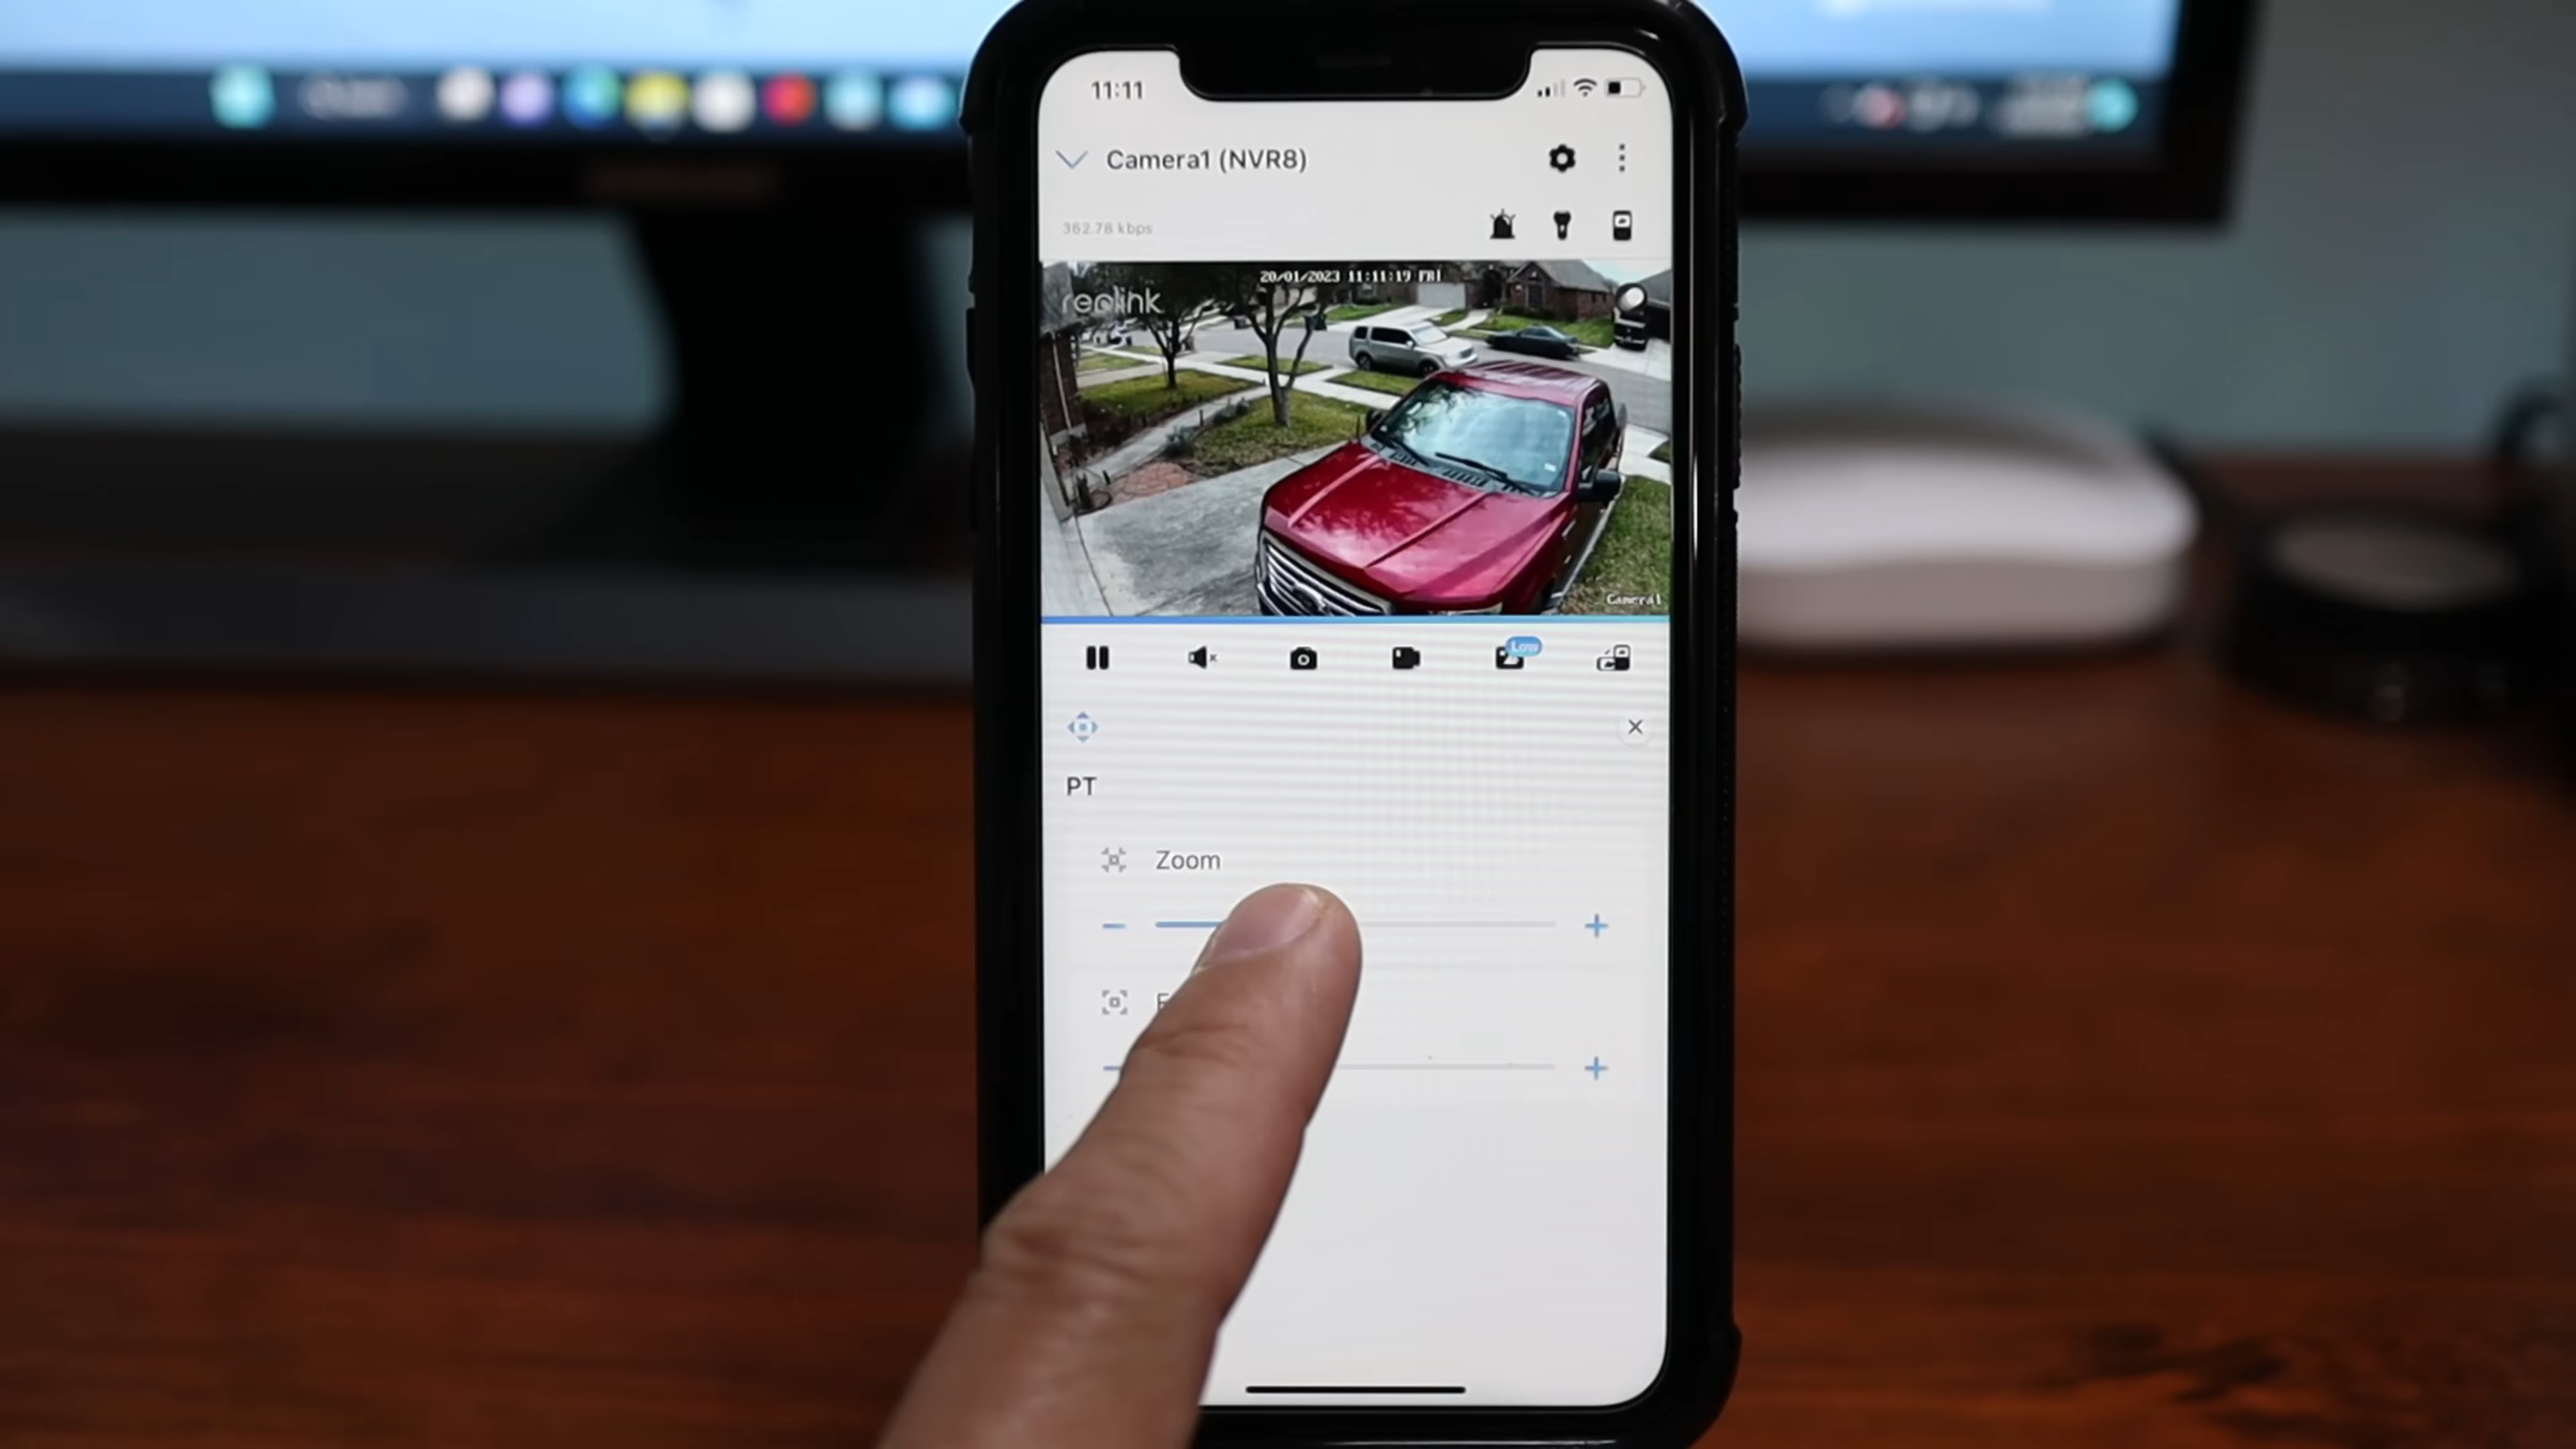 11:11
Camera1 (NVR8)
362.78 kbps
20/01/2023 11:11:19 FRI
reolink
Camera1
Low
PT
Zoom